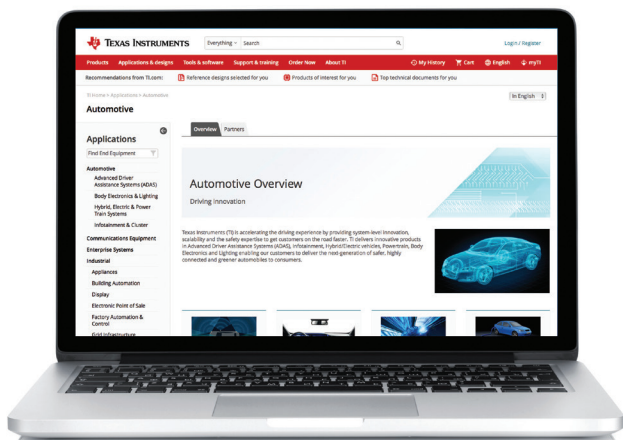 TEXAS INSTRUMENTS
Everything
Search
Login / Register
Products Applications & designs Tools & software Support & training Order Now About TI My History Cart English myTI
Recommendations from TI.com: Reference designs selected for you Products of interest for you Top technical documents for you
TI Home > Applications > Automotive
In English
Automotive
Applications
Find End Equipment
Automotive
Advanced Driver
Assistance Systems (ADAS)
Body Electronics & Lighting
Hybrid, Electric & Power
Train Systems
Infotainment & Cluster
Communications Equipment
Enterprise Systems
Industrial
Appliances
Building Automation
Display
Electronic Point of Sale
Factory Automation &
Control
Grid Infrastructure
Overview Partners
Automotive Overview
Driving innovation
Texas Instruments (TI) is accelerating the driving experience by providing system-level innovation,
scalability and the safety expertise to get customers on the road faster. TI delivers innovative products
in Advanced Driver Assistance Systems (ADAS), Infotainment, Hybrid/Electric vehicles, Powertrain, Body
Electronics and Lighting enabling our customers to deliver the next-generation of safer, highly
connected and greener automobiles to consumers.